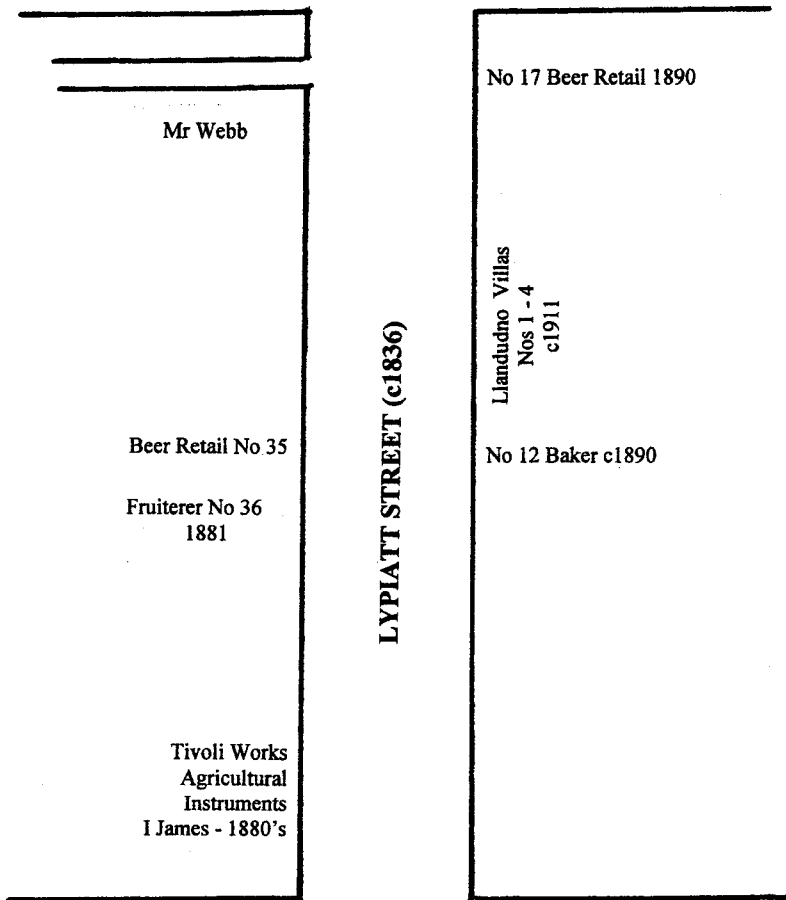 No 17 Beer Retail 1890
Mr Webb
Llandudno Villas
Nos 1 - 4
c1911
LYPIATT STREET (c1836)
Beer Retail No 35
No 12 Baker c1890
Fruiterer No 36
1881
Tivoli Works
Agricultural
Instruments
I James - 1880's